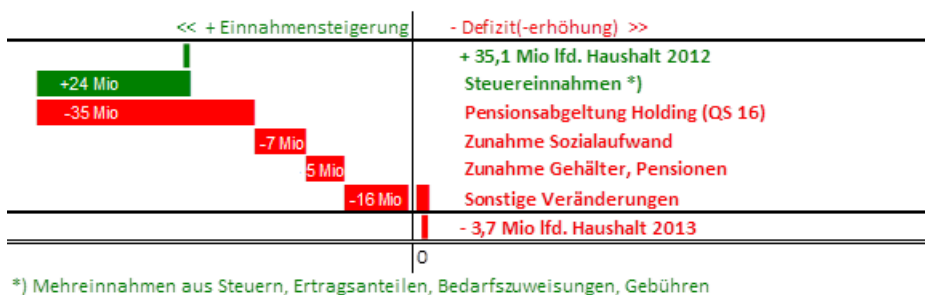 << + Einnahmensteigerung - Defizit(-erhöhung) >>
+ 35,1 Mio lfd. Haushalt 2012
+24 Mio Steuereinnahmen *)
-35 Mio Pensionsabgeltung Holding (QS 16)
-7 Mio Zunahme Sozialaufwand
5 Mio Zunahme Gehälter, Pensionen
-16 Mio Sonstige Veränderungen
- 3,7 Mio lfd. Haushalt 2013
0
*) Mehreinnahmen aus Steuern, Ertragsanteilen, Bedarfszuweisungen, Gebühren